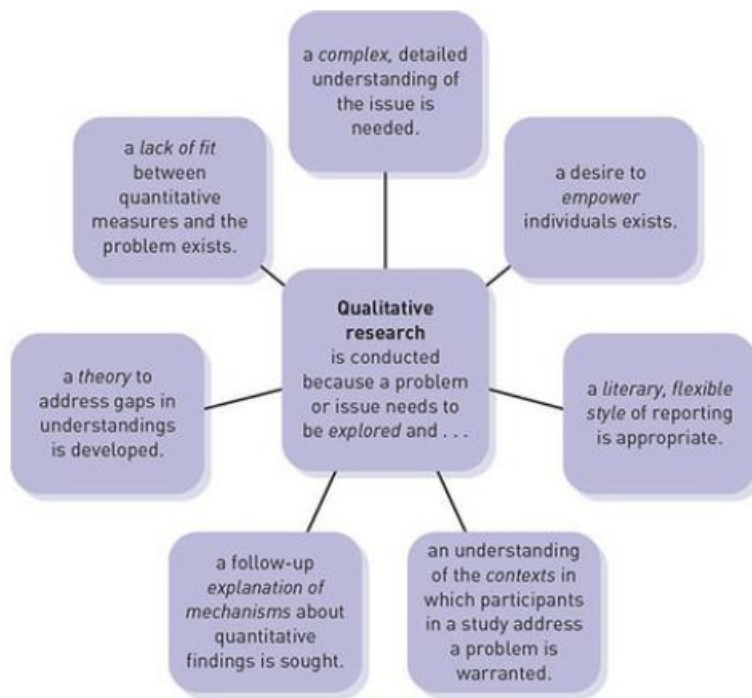 a complex, detailed
understanding of
the issue is
needed.
a desire to
empower
individuals exists.
a literary, flexible
style of reporting
is appropriate.
an understanding
of the contexts in
which participants
in a study address
a problem is
warranted.
a follow-up
explanation of
mechanisms about
quantitative
findings is sought.
a theory to
address gaps in
understandings
is developed.
a lack of fit
between
quantitative
measures and the
problem exists.
Qualitative
research
is conducted
because a problem
or issue needs to
be explored and . . .